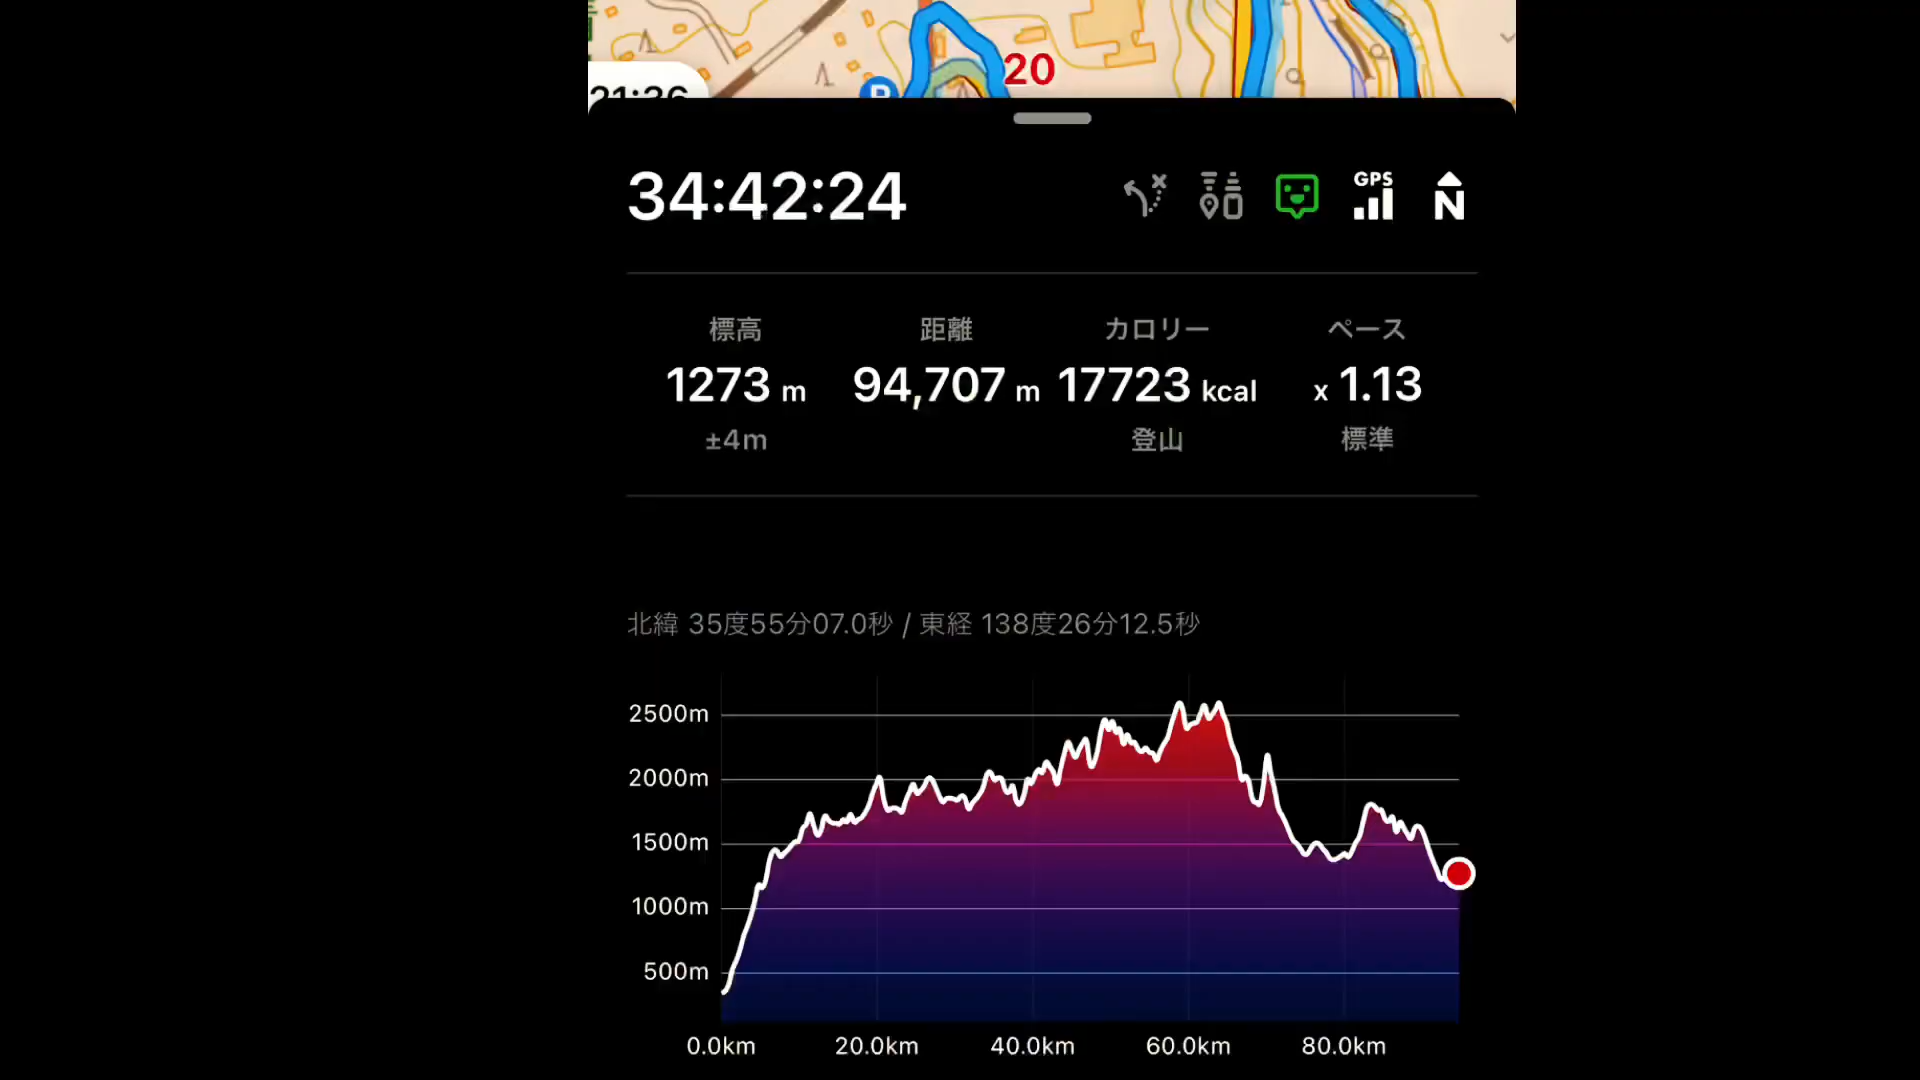 20
21:36
P
34:42:24
GPS
N
標高 距離 カロリー ペース
1273 m 94,707 m 17723 kcal x 1.13
±4m 登山 標準
北緯 35度55分07.0秒 / 東経 138度26分12.5秒
2500m
2000m
1500m
1000m
500m
0.0km 20.0km 40.0km 60.0km 80.0km